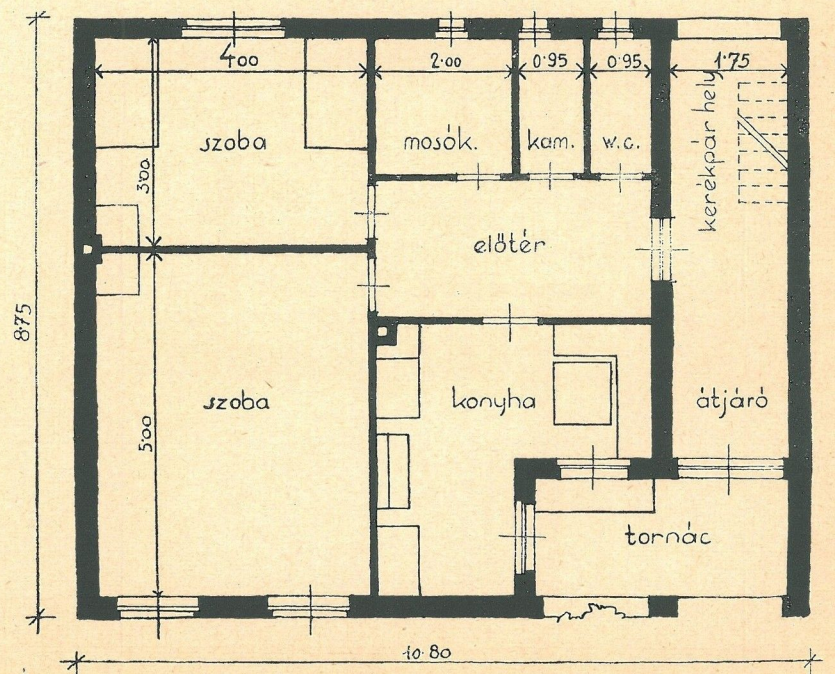 4.00
2.00
0.95
0.95
1.75
szoba
mosók.
kam.
w.c.
kerékpár hely
3.00
előtér
8.75
szoba
konyha
átjáró
5.00
tornác
10.80